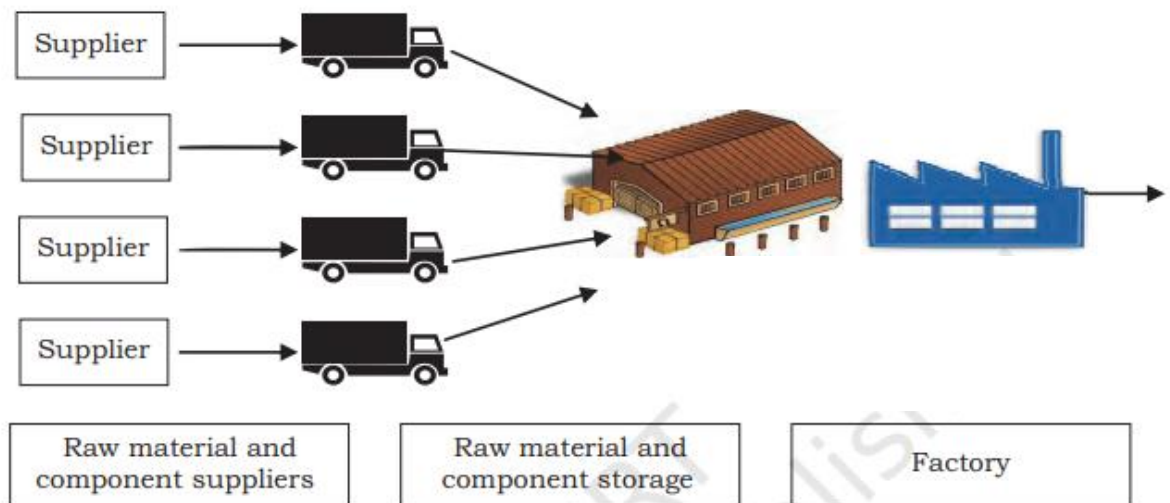 Supplier
Supplier
Supplier
Supplier
Raw material and
component suppliers
Raw material and
component storage
Factory